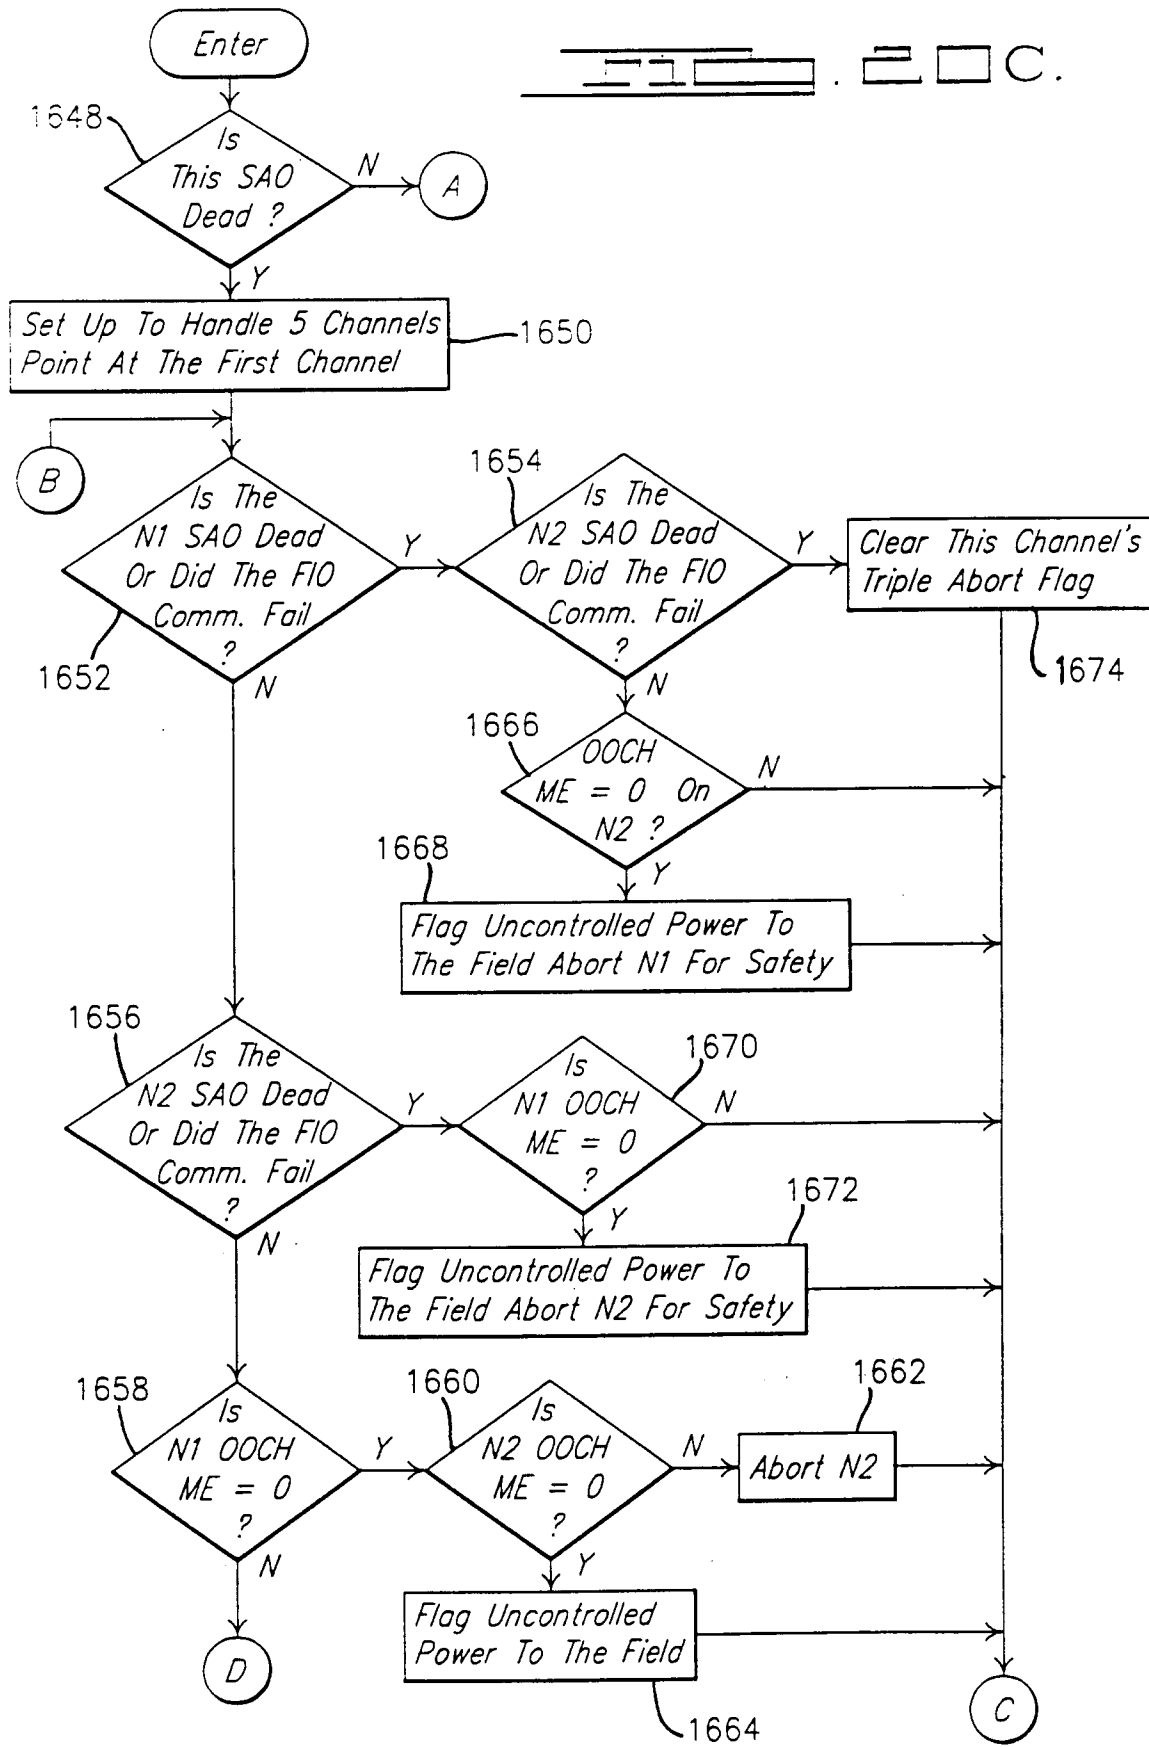 Enter
FIG. 20C.
1648
Is
This SAO
Dead ?
N
A
Y
Set Up To Handle 5 Channels
Point At The First Channel
1650
B
1654
Is The
N1 SAO Dead
Or Did The FIO
Comm. Fail
?
Y
Is The
N2 SAO Dead
Or Did The FIO
Comm. Fail
?
Y
Clear This Channel's
Triple Abort Flag
1652
N
N
1674
1666
OOCH
ME = 0 On
N2 ?
N
1668
Y
Flag Uncontrolled Power To
The Field Abort N1 For Safety
1656
Is The
N2 SAO Dead
Or Did The FIO
Comm. Fail
?
Y
1670
Is
N1 OOCH
ME = 0
?
N
1672
N
Y
Flag Uncontrolled Power To
The Field Abort N2 For Safety
1658
Is
N1 OOCH
ME = 0
?
Y
1660
Is
N2 OOCH
ME = 0
?
N
1662
Abort N2
N
Y
Flag Uncontrolled
Power To The Field
D
C
1664